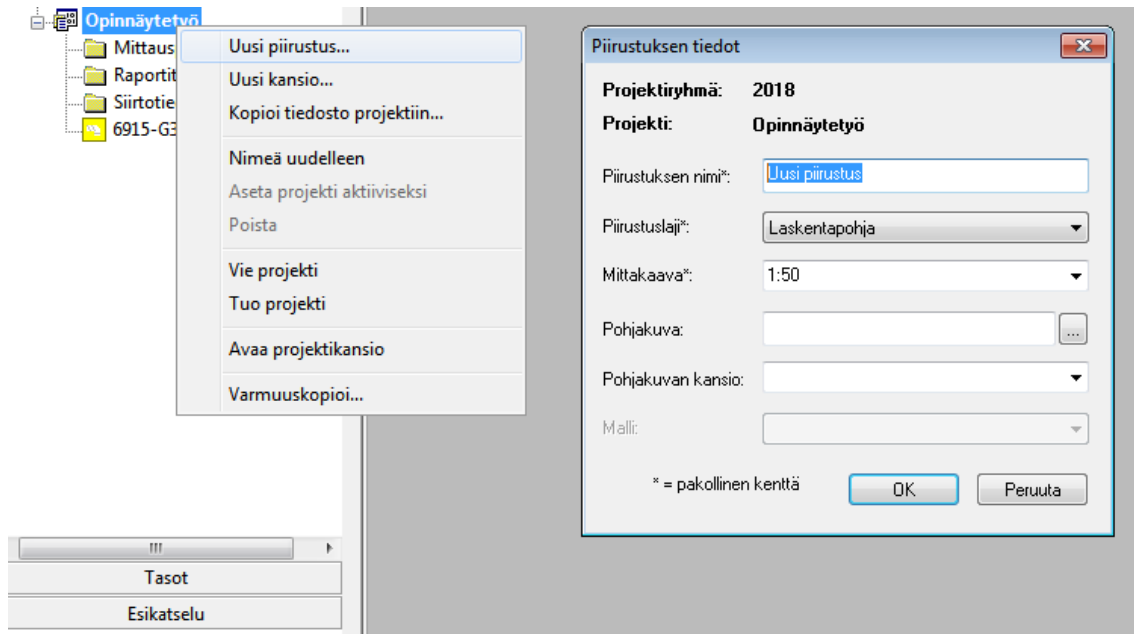 Opinnäytetyö
Mittaus
Raportit
Siirtotie
6915-G3
Uusi piirustus...
Uusi kansio...
Kopioi tiedosto projektiin...
Nimeä uudelleen
Aseta projekti aktiiviseksi
Poista
Vie projekti
Tuo projekti
Avaa projektikansio
Varmuuskopioi...
Tasot
Esikatselu
Piirustuksen tiedot
Projektiryhmä: 2018
Projekti: Opinnäytetyö
Piirustuksen nimi*: Uusi piirustus
Piirustuslaji*: Laskentapohja
Mittakaava*: 1:50
Pohjakuva: ...
Pohjakuvan kansio:
Malli:
* = pakollinen kenttä OK Peruuta